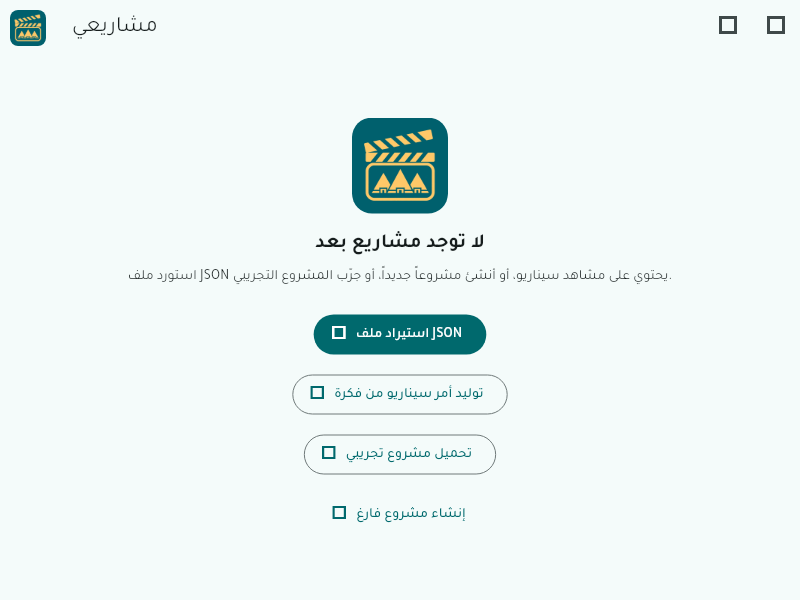 مشاريعي
لا توجد مشاريع بعد
استورد ملف JSON يحتوي على مشاهد سيناريو، أو أنشئ مشروعاً جديداً، أو جرّب المشروع التجريبي.
استيراد ملف JSON
توليد أمر سيناريو من فكرة
تحميل مشروع تجريبي
إنشاء مشروع فارغ